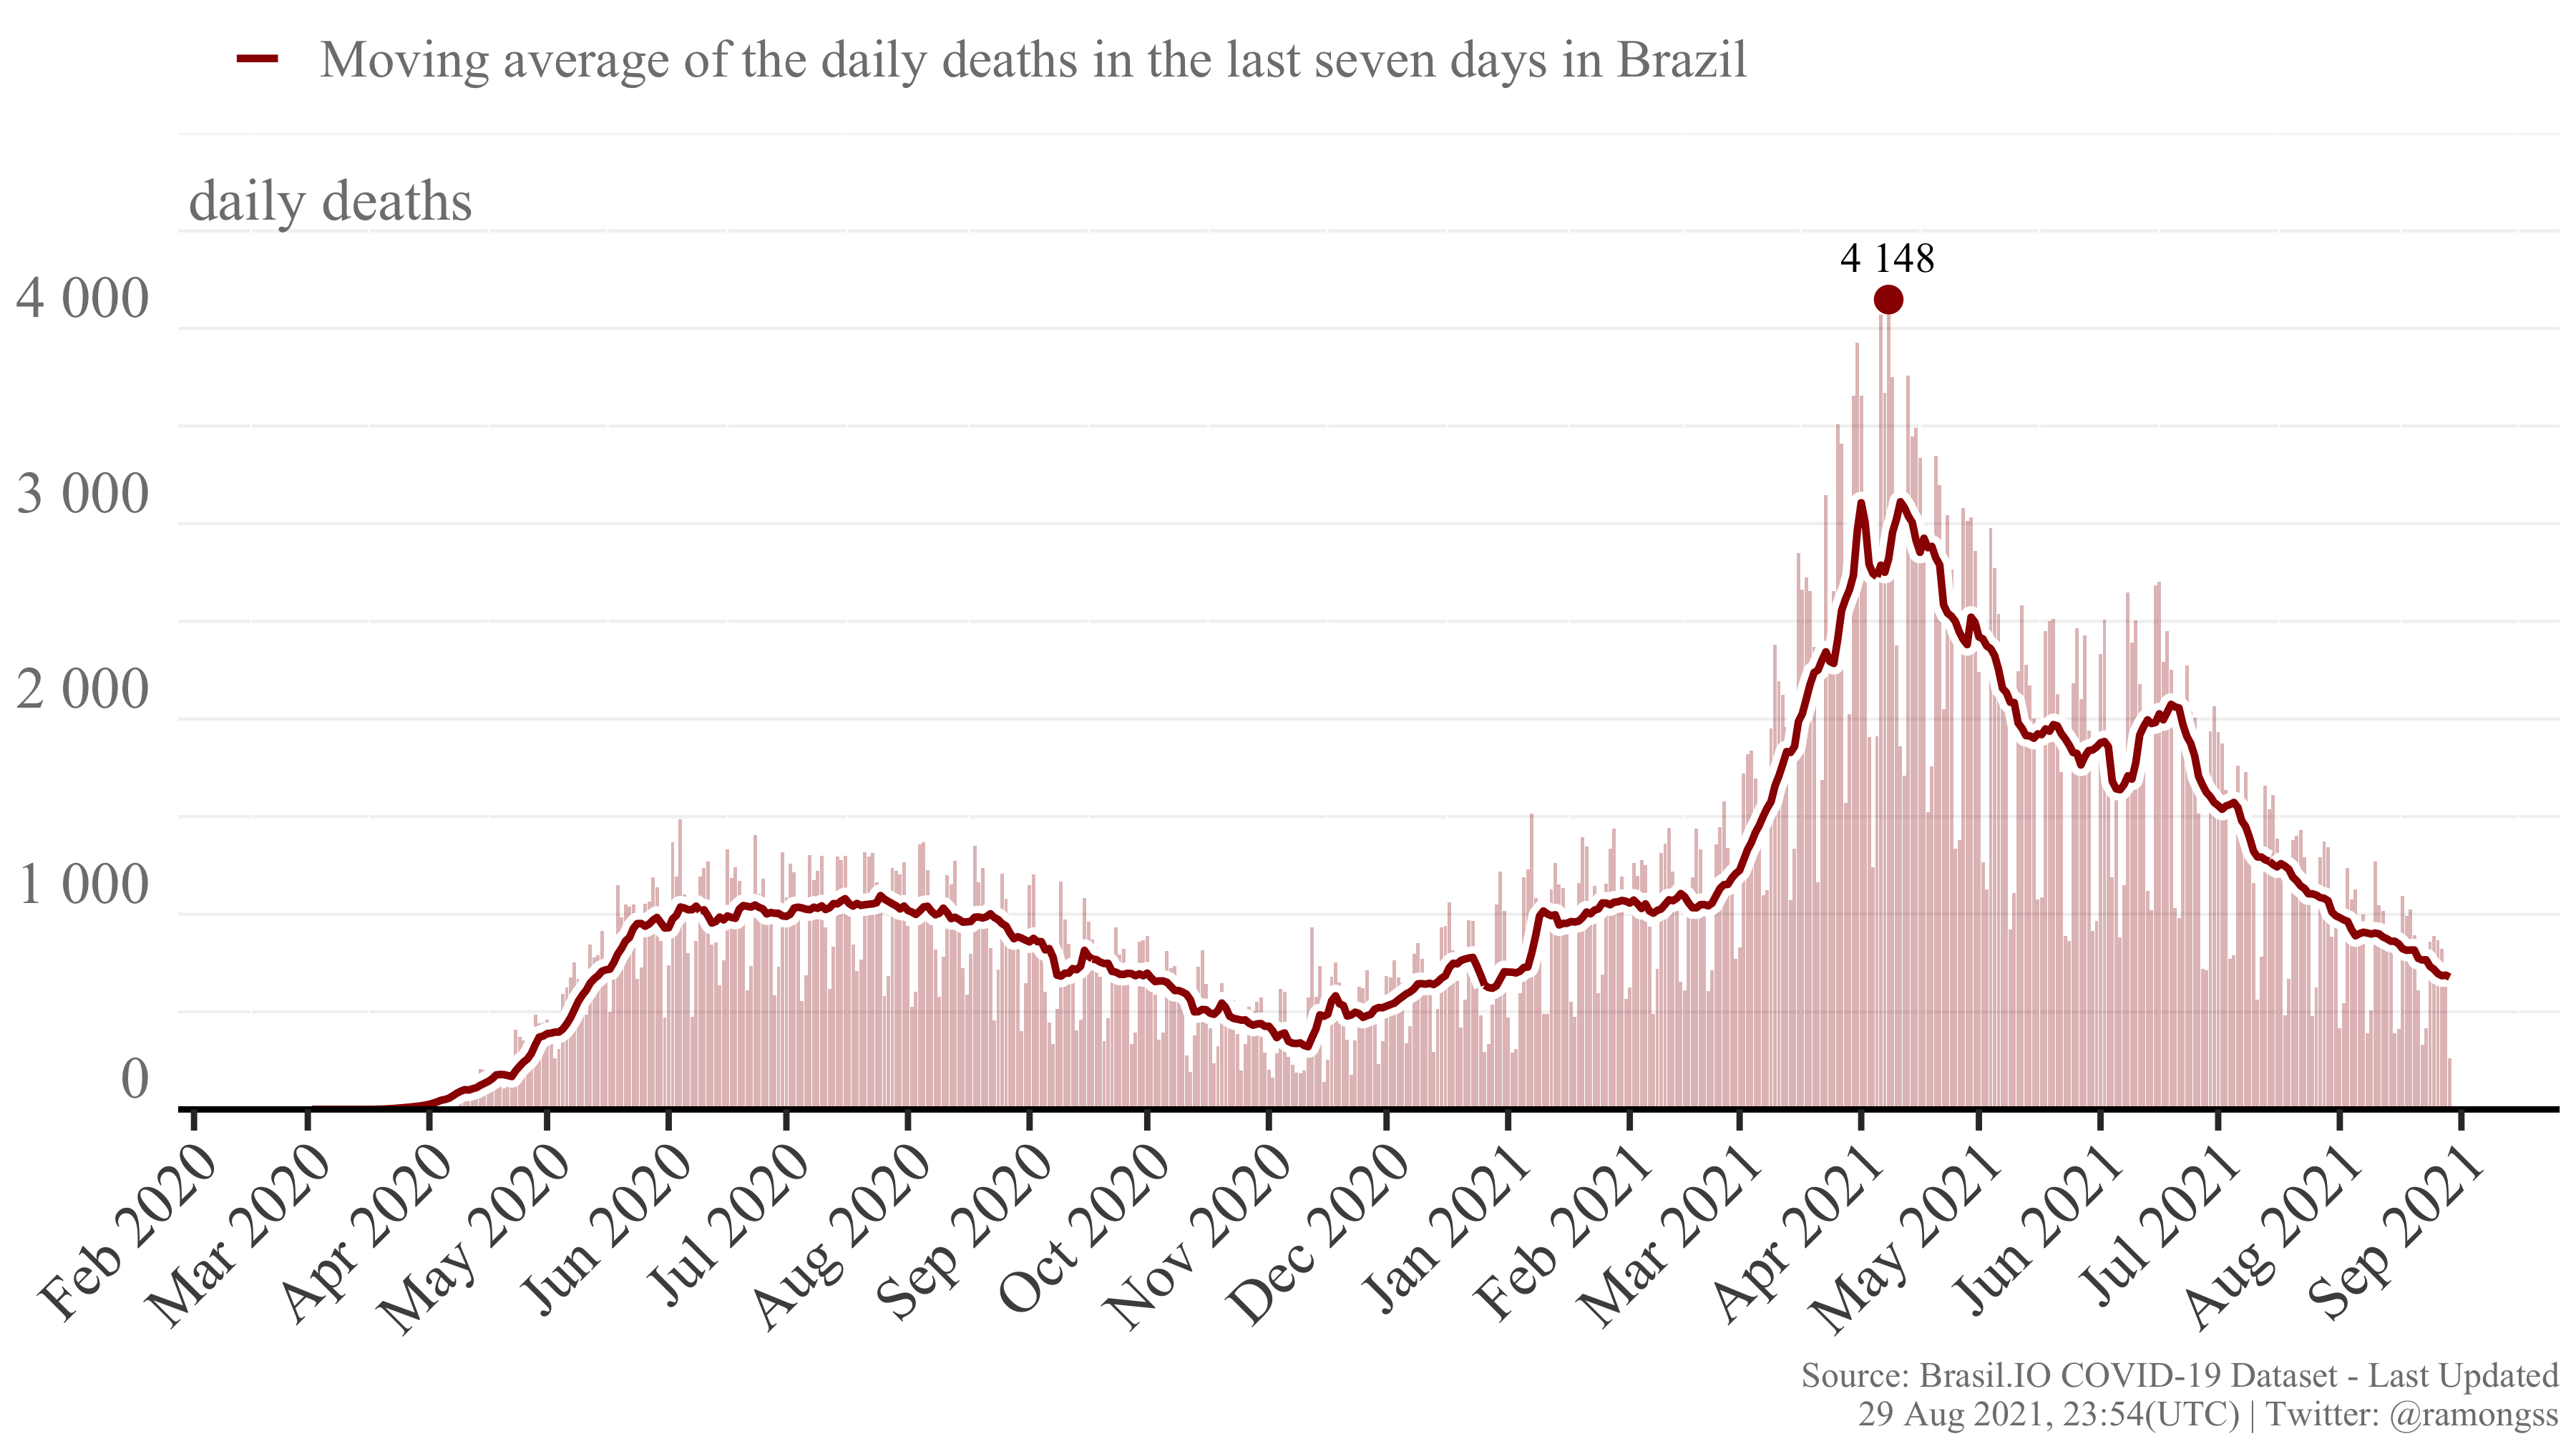 Moving average of the daily deaths in the last seven days in Brazil
daily deaths
4 148
4 000
3 000
2 000
1 000
0
Feb 2020
Mar 2020
Apr 2020
May 2020
Jun 2020
Jul 2020
Aug 2020
Sep 2020
Oct 2020
Nov 2020
Dec 2020
Jan 2021
Feb 2021
Mar 2021
Apr 2021
May 2021
Jun 2021
Jul 2021
Aug 2021
Sep 2021
Source: Brasil.IO COVID-19 Dataset - Last Updated
29 Aug 2021, 23:54(UTC) | Twitter: @ramongss